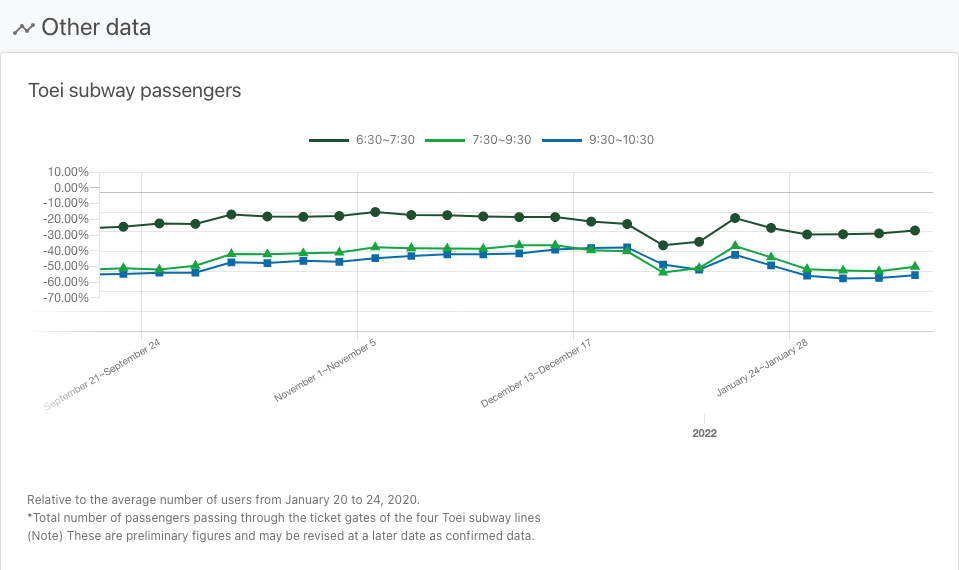 Other data
Toei subway passengers
6:30~7:30 7:30~9:30 9:30~10:30
10.00%
0.00%
-10.00%
-20.00%
-30.00%
-40.00%
-50.00%
-60.00%
-70.00%
September 21~September 24
November 1~November 5
December 13~December 17
January 24~January 28
2022
Relative to the average number of users from January 20 to 24, 2020.
*Total number of passengers passing through the ticket gates of the four Toei subway lines
(Note) These are preliminary figures and may be revised at a later date as confirmed data.